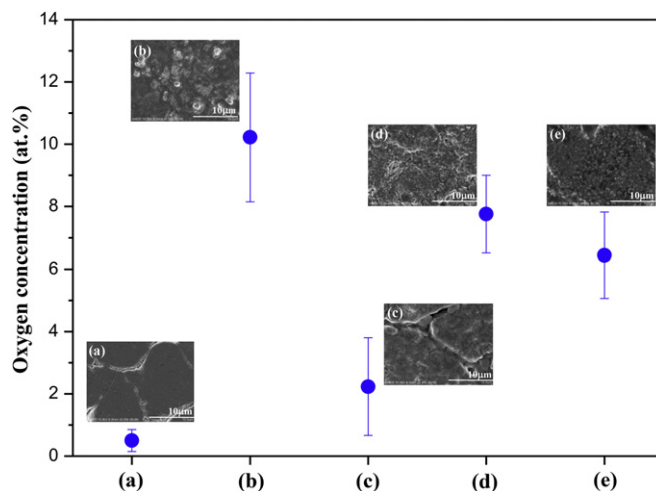 Oxygen concentration (at.%)
14
12
10
8
6
4
2
0
(b)
10μm
(d)
10μm
(e)
10μm
(c)
10μm
(a)
10μm
(a) (b) (c) (d) (e)